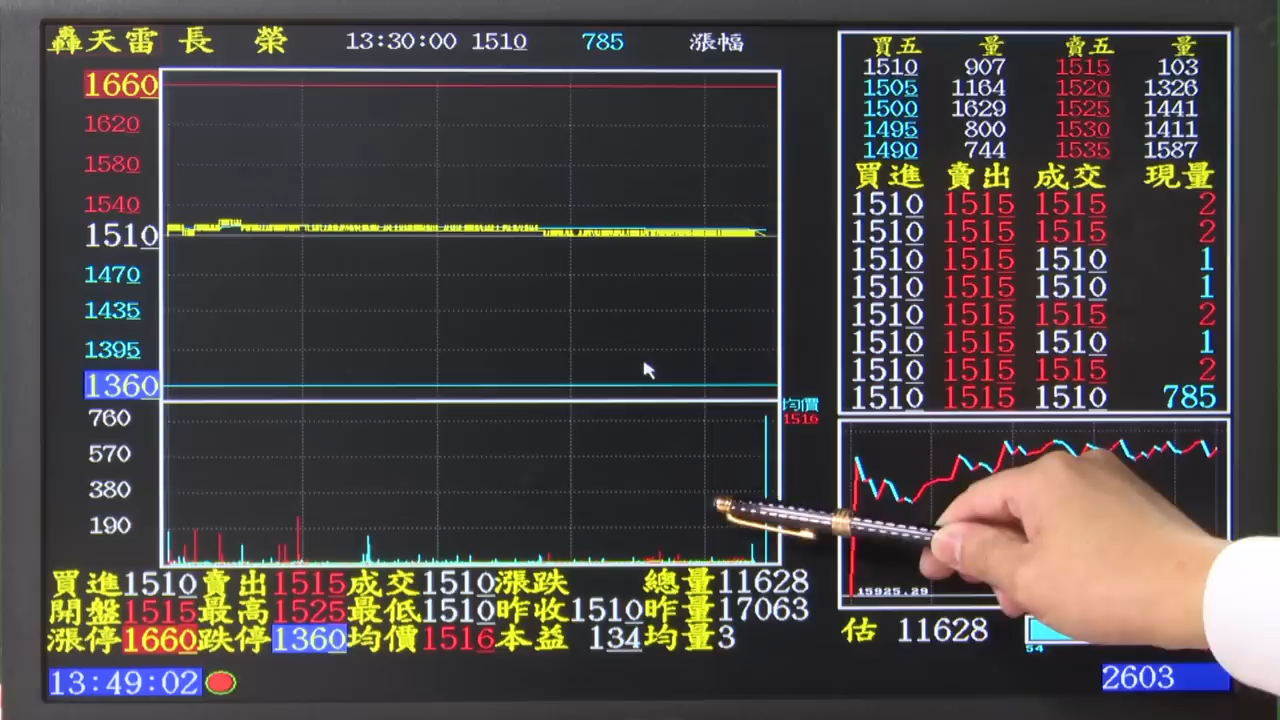 轟天雷 長 榮 13:30:00 1510 785 漲幅
1660
1620
1580
1540
1510
1470
1435
1395
1360
760
570
380
190
均價
1516
買五 量 賣五 量
1510 907 1515 103
1505 1164 1520 1326
1500 1629 1525 1441
1495 800 1530 1411
1490 744 1535 1587
買進 賣出 成交 現量
1510 1515 1515 2
1510 1515 1515 2
1510 1515 1510 1
1510 1515 1510 1
1510 1515 1515 2
1510 1515 1510 1
1510 1515 1515 2
1510 1515 1510 785
15925.29
買進1510賣出1515成交1510漲跌 總量11628
開盤1515最高1525最低1510昨收1510昨量17063
漲停1660跌停1360均價1516本益 134均量3
估 11628
54
13:49:02
2603